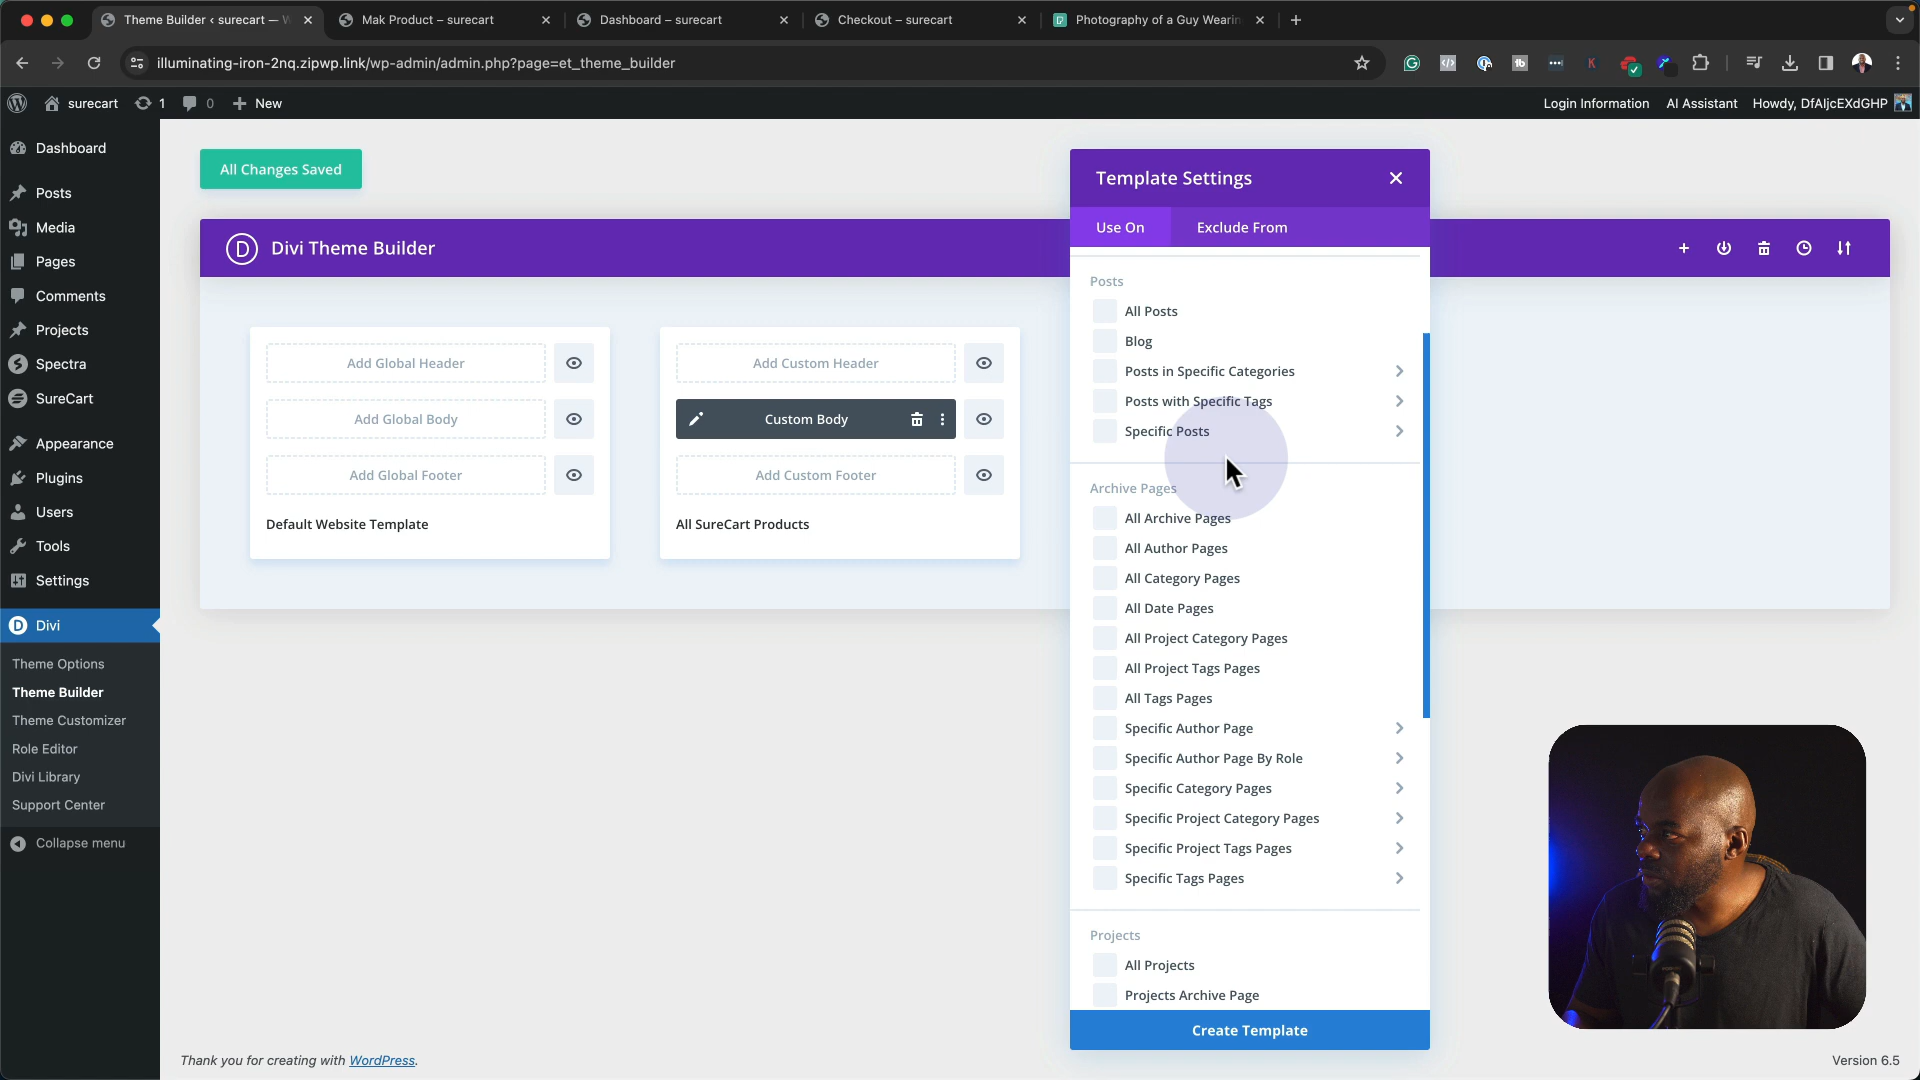 Theme Builder ‹ surecart —
Mak Product – surecart
Dashboard – surecart
Checkout – surecart
Photography of a Guy Wearin
illuminating-iron-2nq.zipwp.link/wp-admin/admin.php?page=et_theme_builder
surecart
1
0
New
Login Information
AI Assistant
Howdy, DfAljcEXdGHP
Dashboard
Posts
Media
Pages
Comments
Projects
Spectra
SureCart
Appearance
Plugins
Users
Tools
Settings
Divi
Theme Options
Theme Builder
Theme Customizer
Role Editor
Divi Library
Support Center
Collapse menu
All Changes Saved
D Divi Theme Builder
Add Global Header
Add Global Body
Add Global Footer
Default Website Template
Add Custom Header
Custom Body
Add Custom Footer
All SureCart Products
Template Settings
Use On
Exclude From
Posts
All Posts
Blog
Posts in Specific Categories
Posts with Specific Tags
Specific Posts
Archive Pages
All Archive Pages
All Author Pages
All Category Pages
All Date Pages
All Project Category Pages
All Project Tags Pages
All Tags Pages
Specific Author Page
Specific Author Page By Role
Specific Category Pages
Specific Project Category Pages
Specific Project Tags Pages
Specific Tags Pages
Projects
All Projects
Projects Archive Page
Create Template
Thank you for creating with WordPress.
Version 6.5